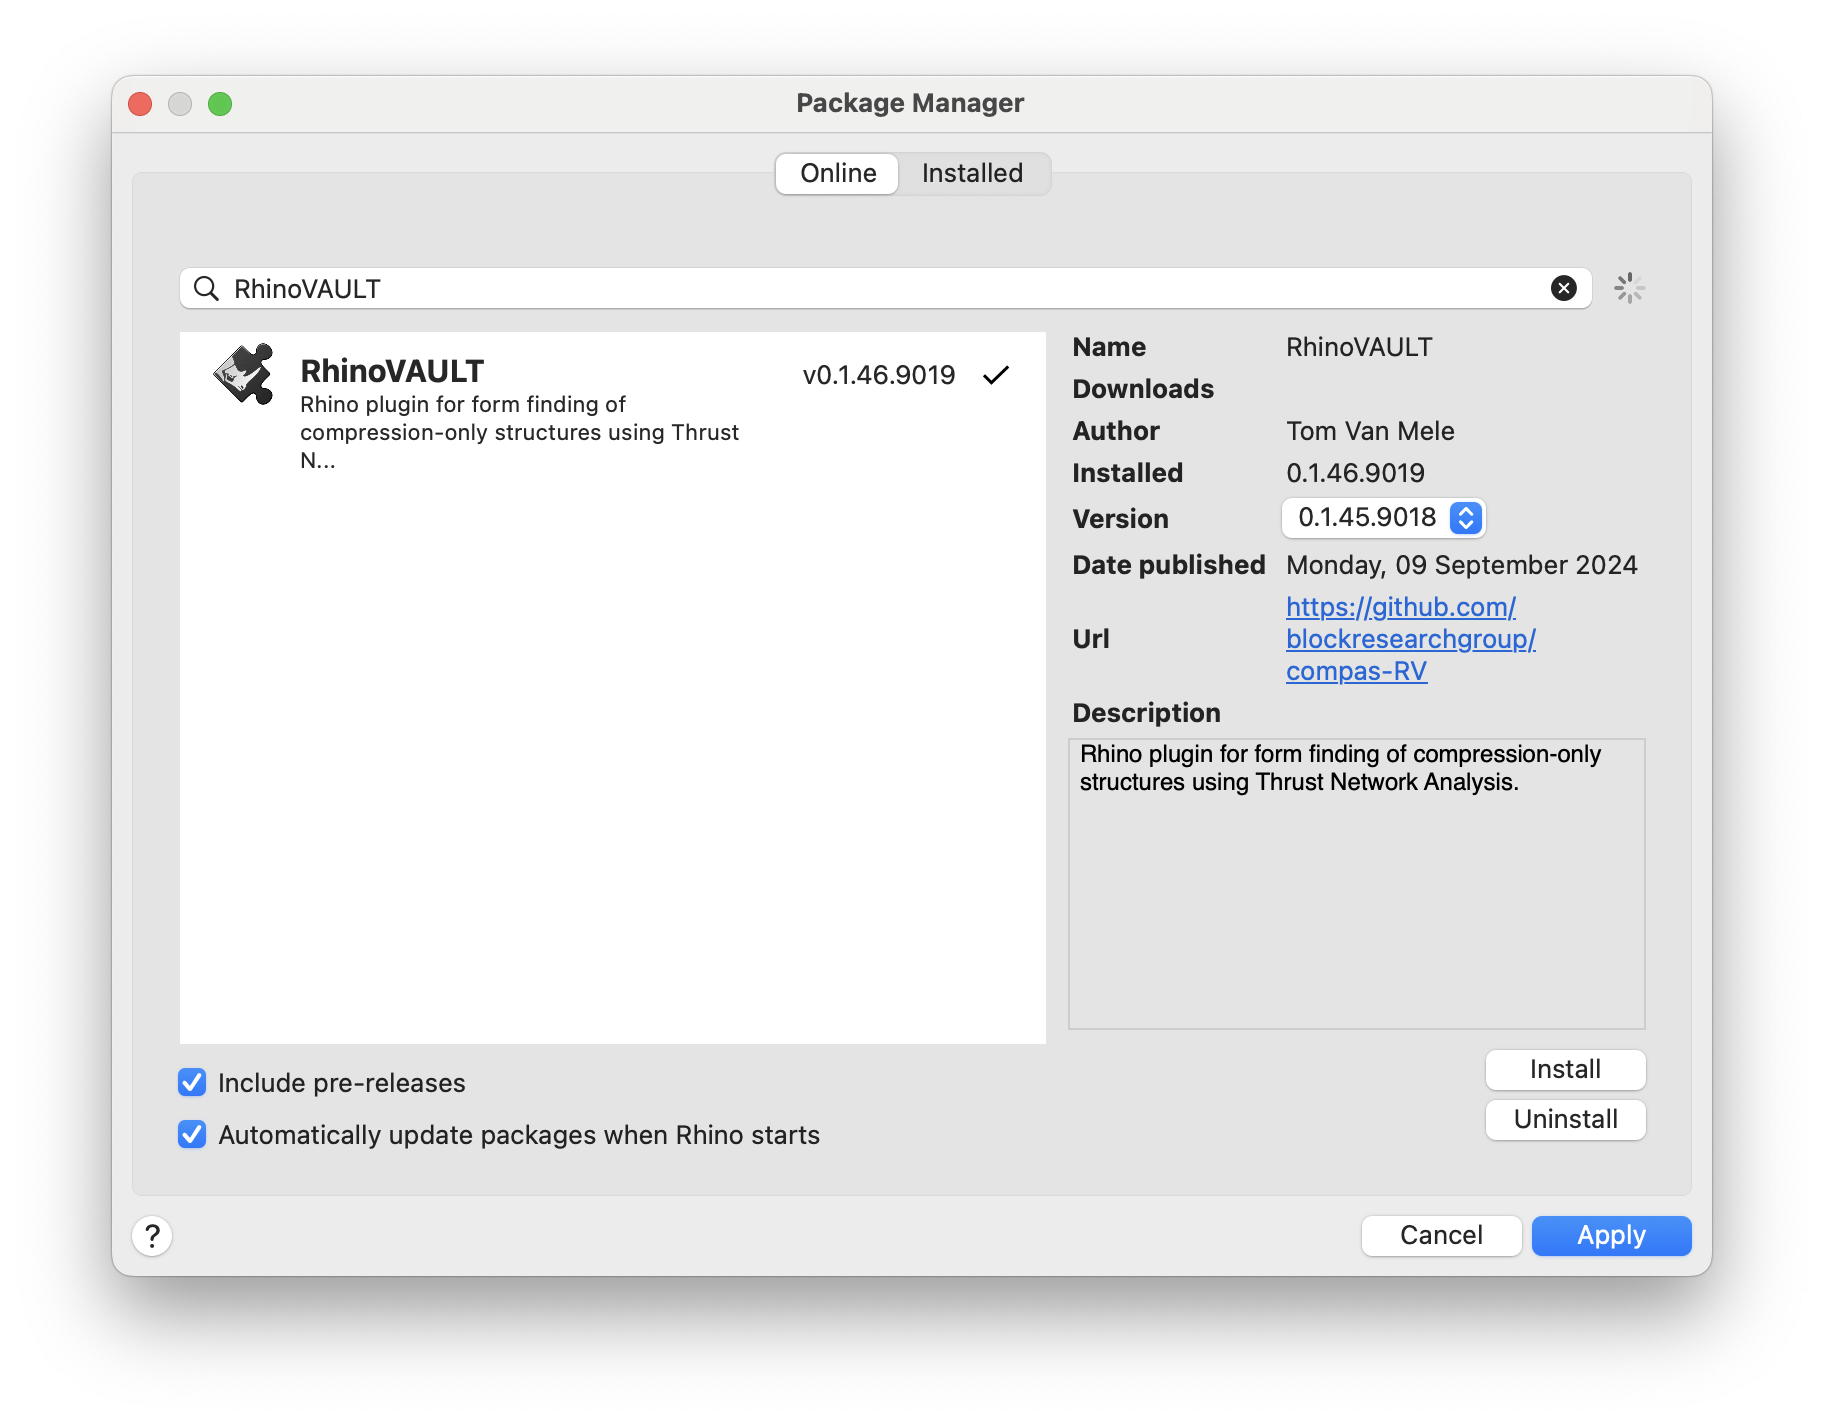 Package Manager
Online
Installed
RhinoVAULT
RhinoVAULT
v0.1.46.9019
Rhino plugin for form finding of
compression-only structures using Thrust
N...
Name RhinoVAULT
Downloads
Author Tom Van Mele
Installed 0.1.46.9019
Version 0.1.45.9018
Date published Monday, 09 September 2024
Url https://github.com/
blockresearchgroup/
compas-RV
Description
Rhino plugin for form finding of compression-only
structures using Thrust Network Analysis.
Include pre-releases
Automatically update packages when Rhino starts
Install
Uninstall
?
Cancel
Apply